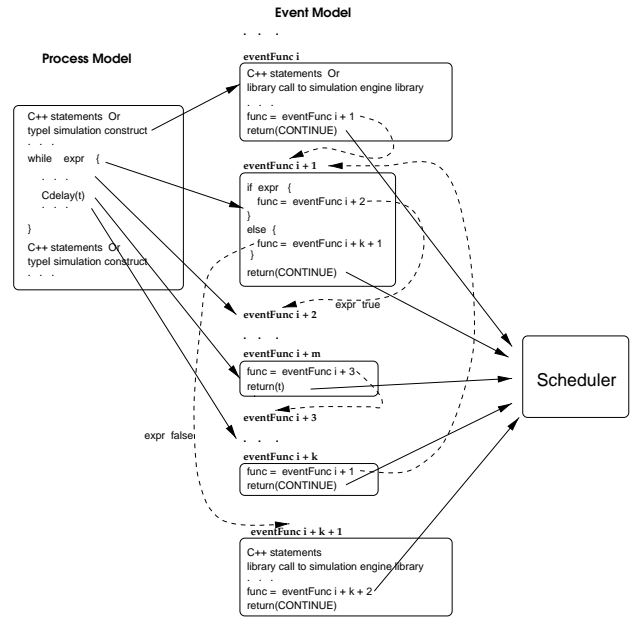 Event Model
. . .
Process Model
C++ statements Or
typeI simulation construct
. . .
while expr {
. . .
Cdelay(t)
. . .
}
C++ statements Or
typeI simulation construct
. . .
eventFunc i
C++ statements Or
library call to simulation engine library
. . .
func = eventFunc i + 1
return(CONTINUE)
eventFunc i + 1
if expr {
func = eventFunc i + 2
}
else {
func = eventFunc i + k + 1
}
return(CONTINUE)
expr true
eventFunc i + 2
. . .
eventFunc i + m
func = eventFunc i + 3
return(t)
eventFunc i + 3
expr false
. . .
eventFunc i + k
func = eventFunc i + 1
return(CONTINUE)
eventFunc i + k + 1
C++ statements
library call to simulation engine library
. . .
func = eventFunc i + k + 2
return(CONTINUE)
Scheduler